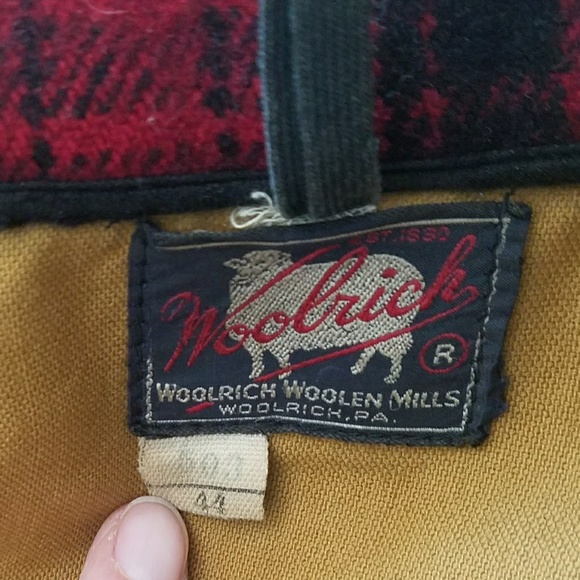 EST. 1830
Woolrich
R
WOOLRICH WOOLEN MILLS
WOOLRICH, PA.
44